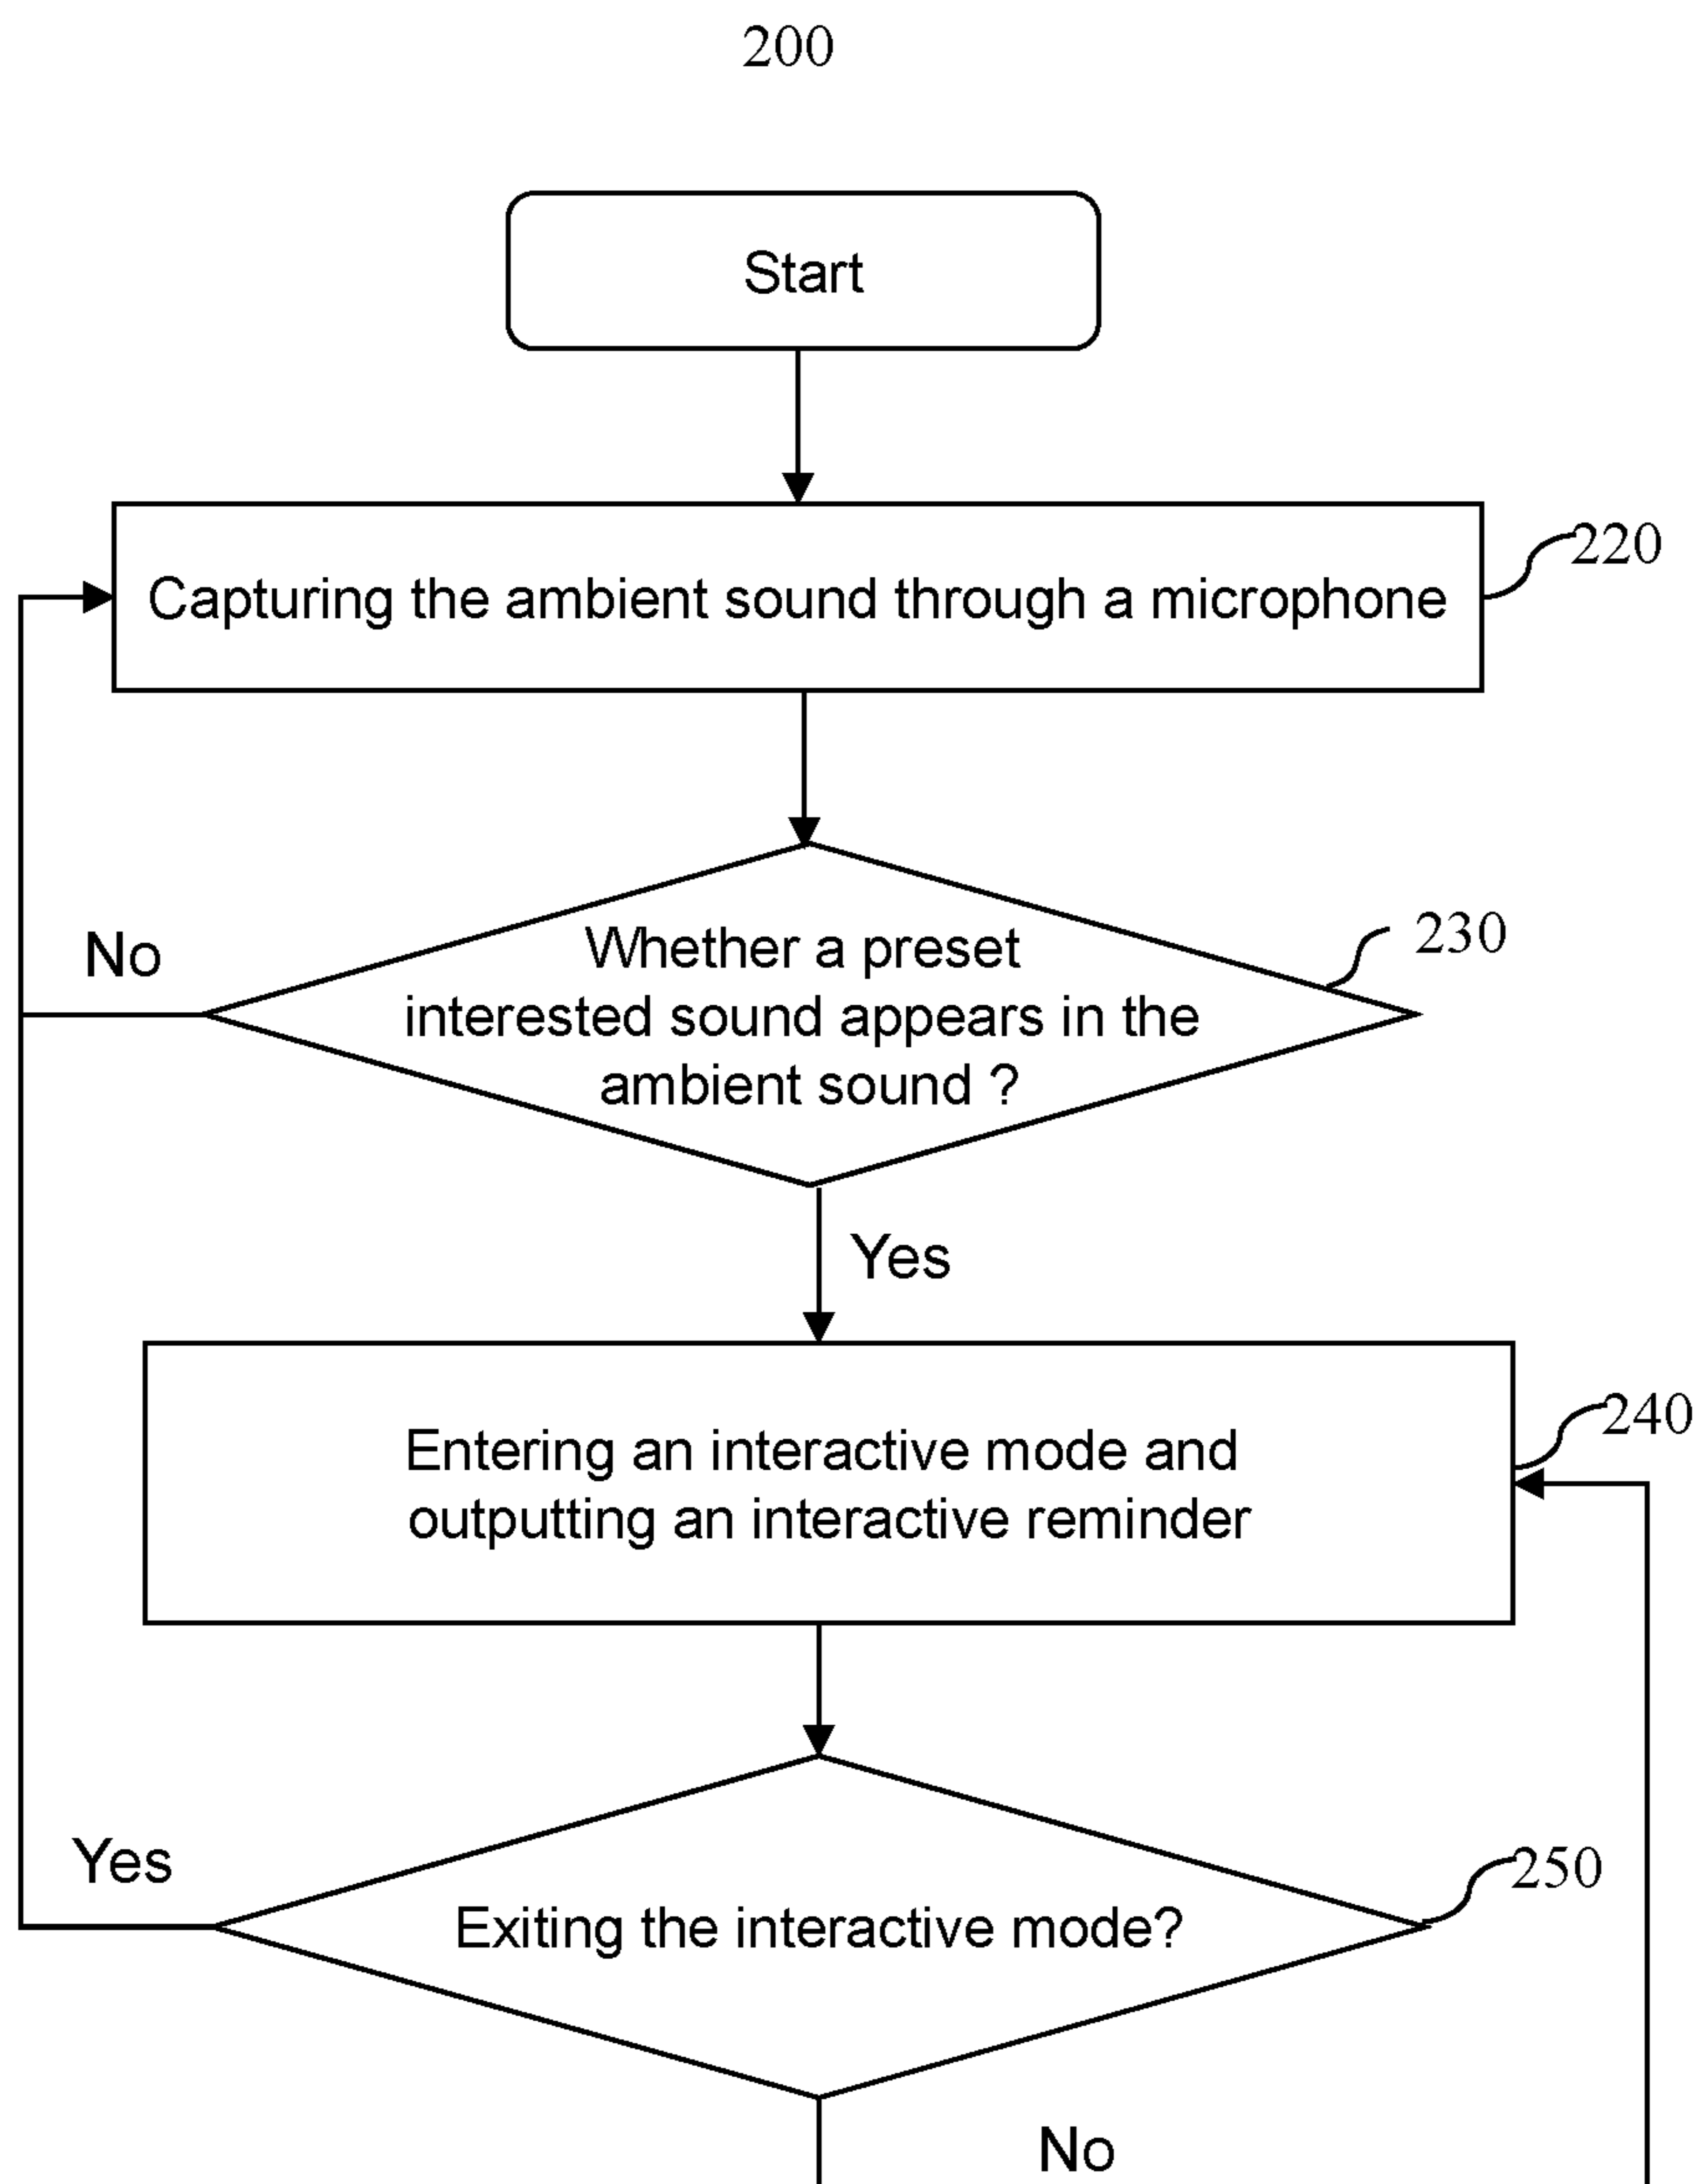 200
Start
Capturing the ambient sound through a microphone
220
No
230
Whether a preset
interested sound appears in the
ambient sound ?
Yes
240
Entering an interactive mode and
outputting an interactive reminder
Yes
250
Exiting the interactive mode?
No